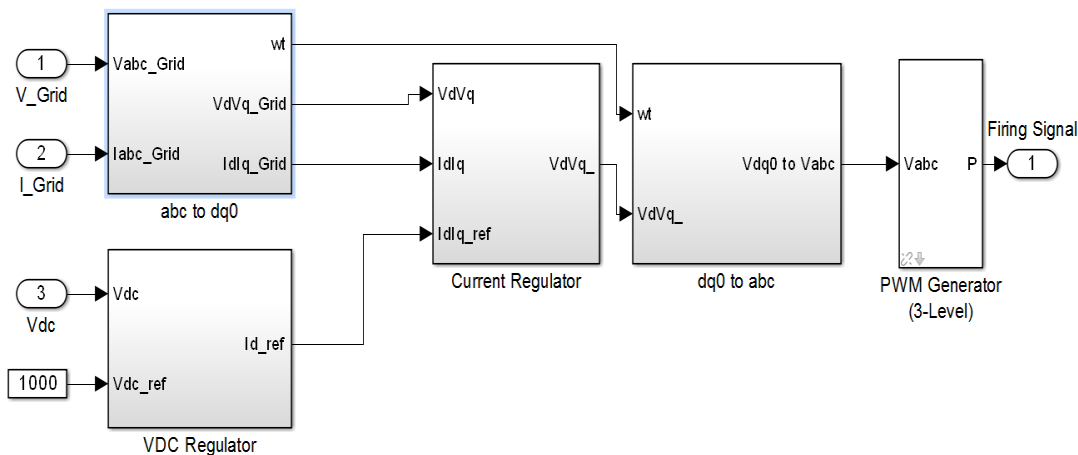 1
V_Grid
2
I_Grid
Vabc_Grid
Iabc_Grid
wt
VdVq_Grid
IdIq_Grid
abc to dq0
3
Vdc
1000
Vdc
Vdc_ref
Id_ref
VDC Regulator
VdVq
IdIq
IdIq_ref
VdVq_
Current Regulator
wt
VdVq_
Vdq0 to Vabc
dq0 to abc
Vabc
P
PWM Generator
(3-Level)
Firing Signal
1